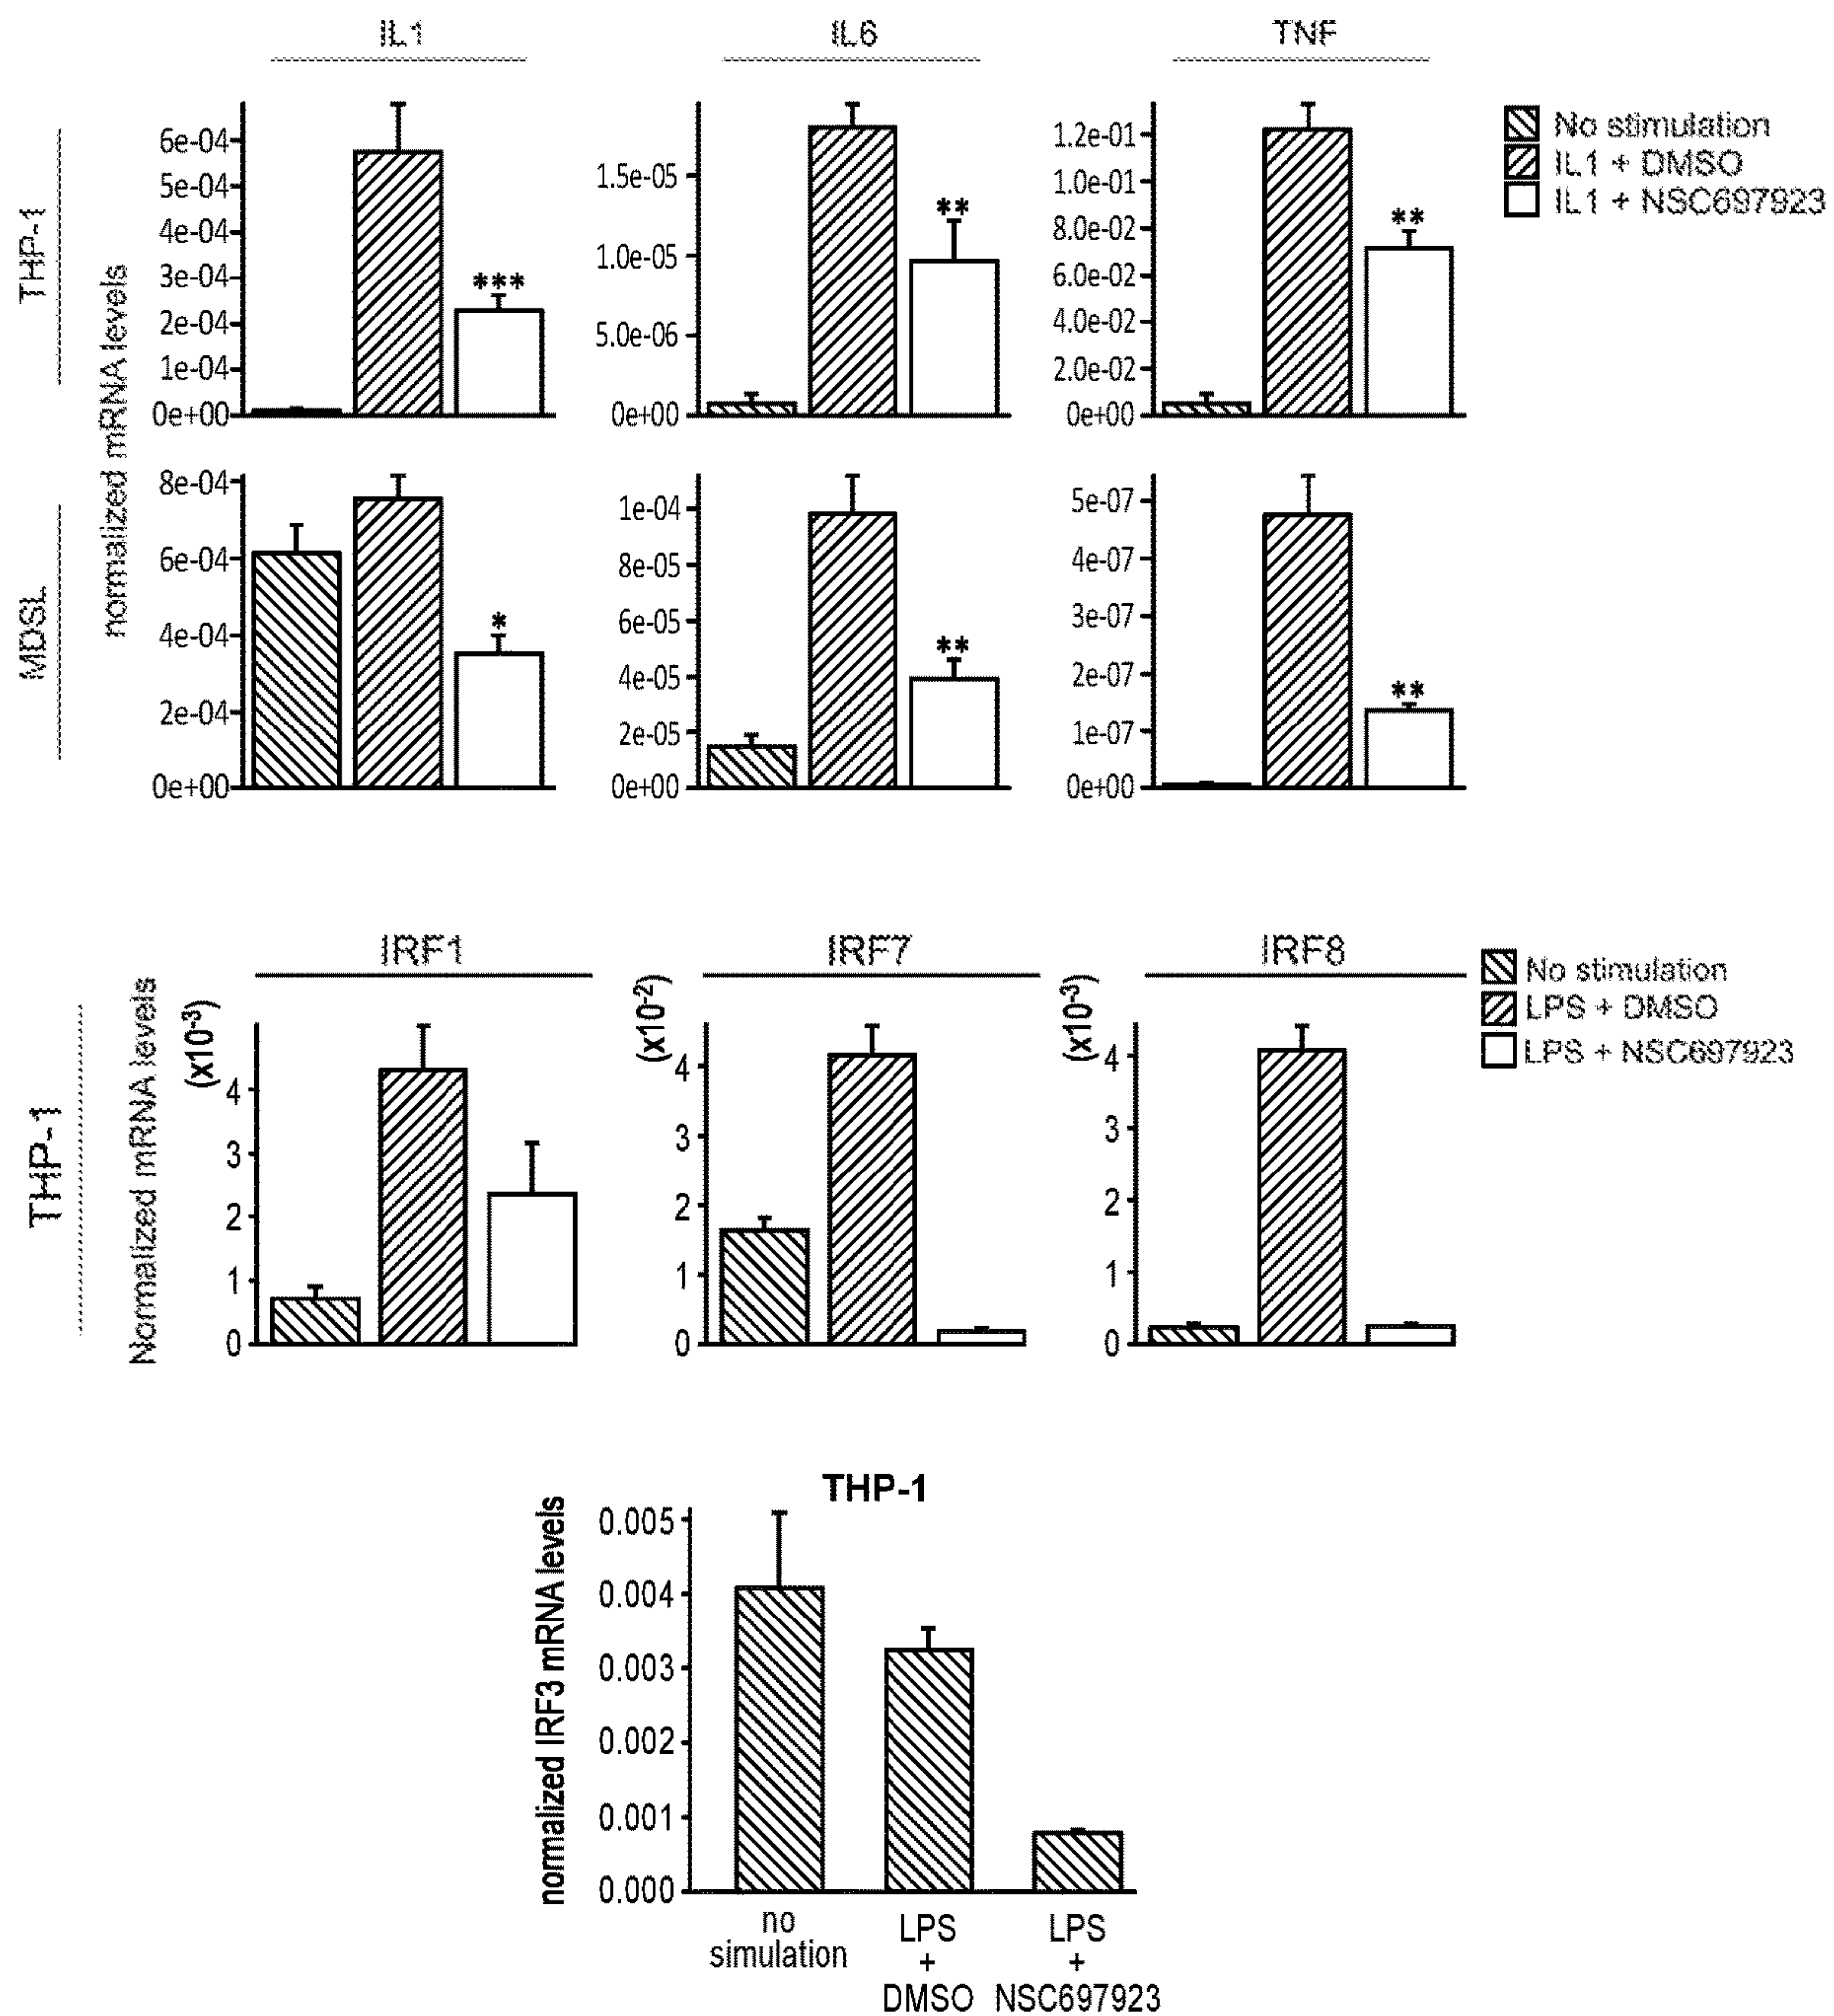 IL1
IL6
TNF
THP-1
MDSL
normalized mRNA levels
6e-04
5e-04
4e-04
3e-04
2e-04
1e-04
0e+00
***
1.5e-05
1.0e-05
5.0e-06
0e+00
**
1.2e-01
1.0e-01
8.0e-02
6.0e-02
4.0e-02
2.0e-02
0e+00
**
No stimulation
IL1 + DMSO
IL1 + NSC697923
8e-04
6e-04
4e-04
2e-04
0e+00
*
1e-04
8e-05
6e-05
4e-05
2e-05
0e+00
**
5e-07
4e-07
3e-07
2e-07
1e-07
0e+00
**
IRF1
IRF7
IRF8
THP-1
Normalized mRNA levels
(x10-3)
4
3
2
1
0
(x10-2)
4
3
2
1
0
(x10-3)
4
3
2
1
0
No stimulation
LPS + DMSO
LPS + NSC697923
THP-1
normalized IRF3 mRNA levels
0.005
0.004
0.003
0.002
0.001
0.000
no
simulation
LPS
+
DMSO
LPS
+
NSC697923